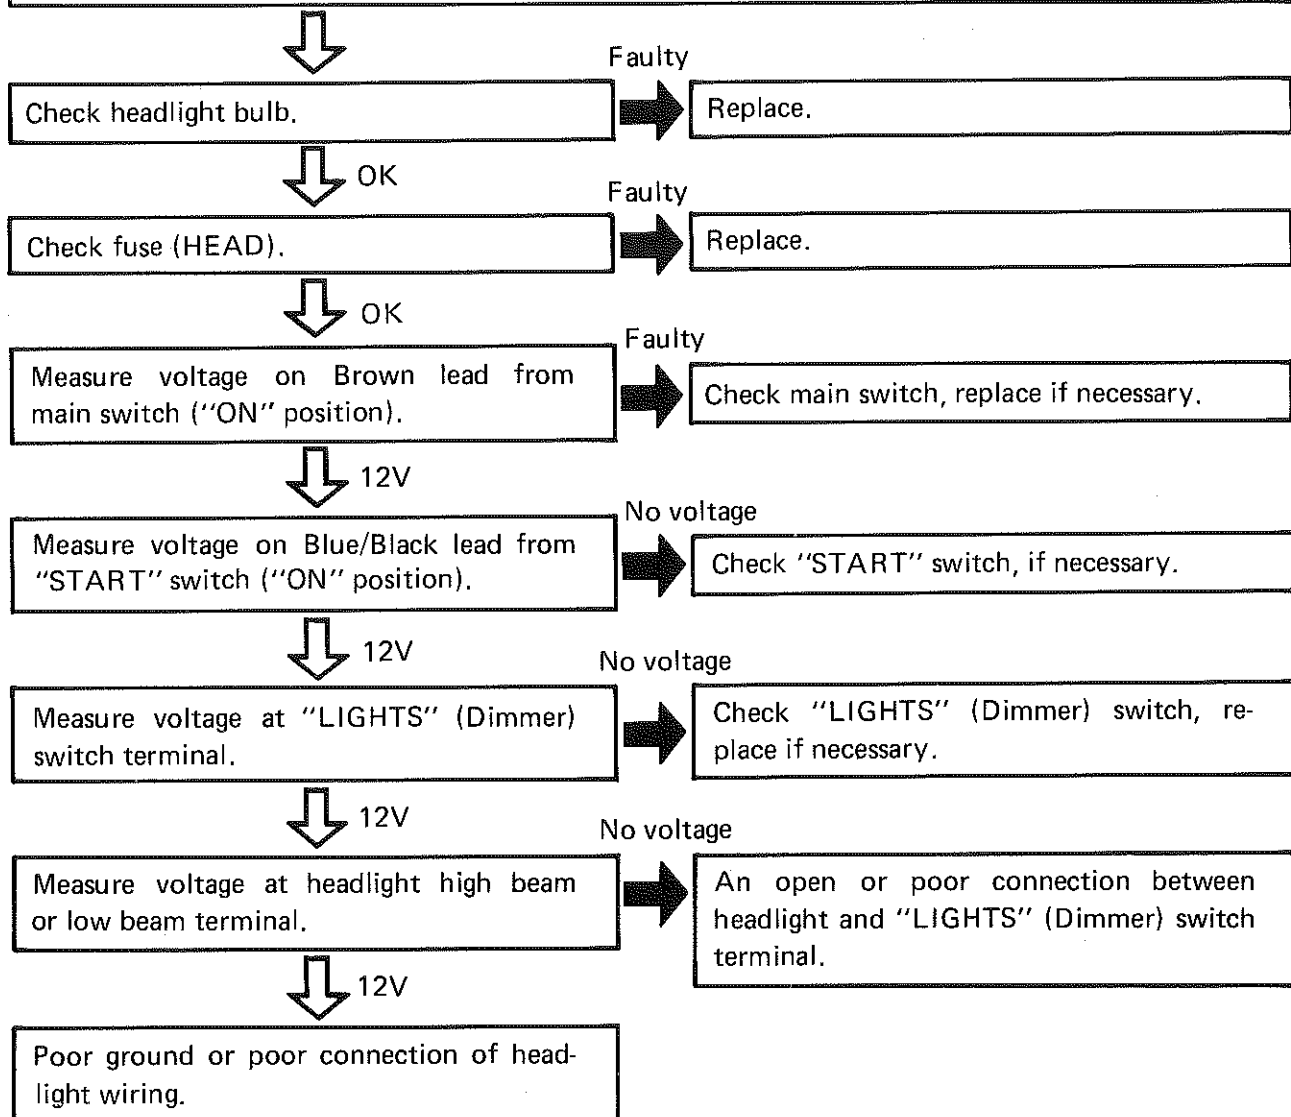 Faulty
Check headlight bulb.
Replace.
OK
Faulty
Check fuse (HEAD).
Replace.
OK
Faulty
Measure voltage on Brown lead from
main switch ("ON" position).
Check main switch, replace if necessary.
12V
No voltage
Measure voltage on Blue/Black lead from
"START" switch ("ON" position).
Check "START" switch, if necessary.
12V
No voltage
Measure voltage at "LIGHTS" (Dimmer)
switch terminal.
Check "LIGHTS" (Dimmer) switch, re-
place if necessary.
12V
No voltage
Measure voltage at headlight high beam
or low beam terminal.
An open or poor connection between
headlight and "LIGHTS" (Dimmer) switch
terminal.
12V
Poor ground or poor connection of head-
light wiring.